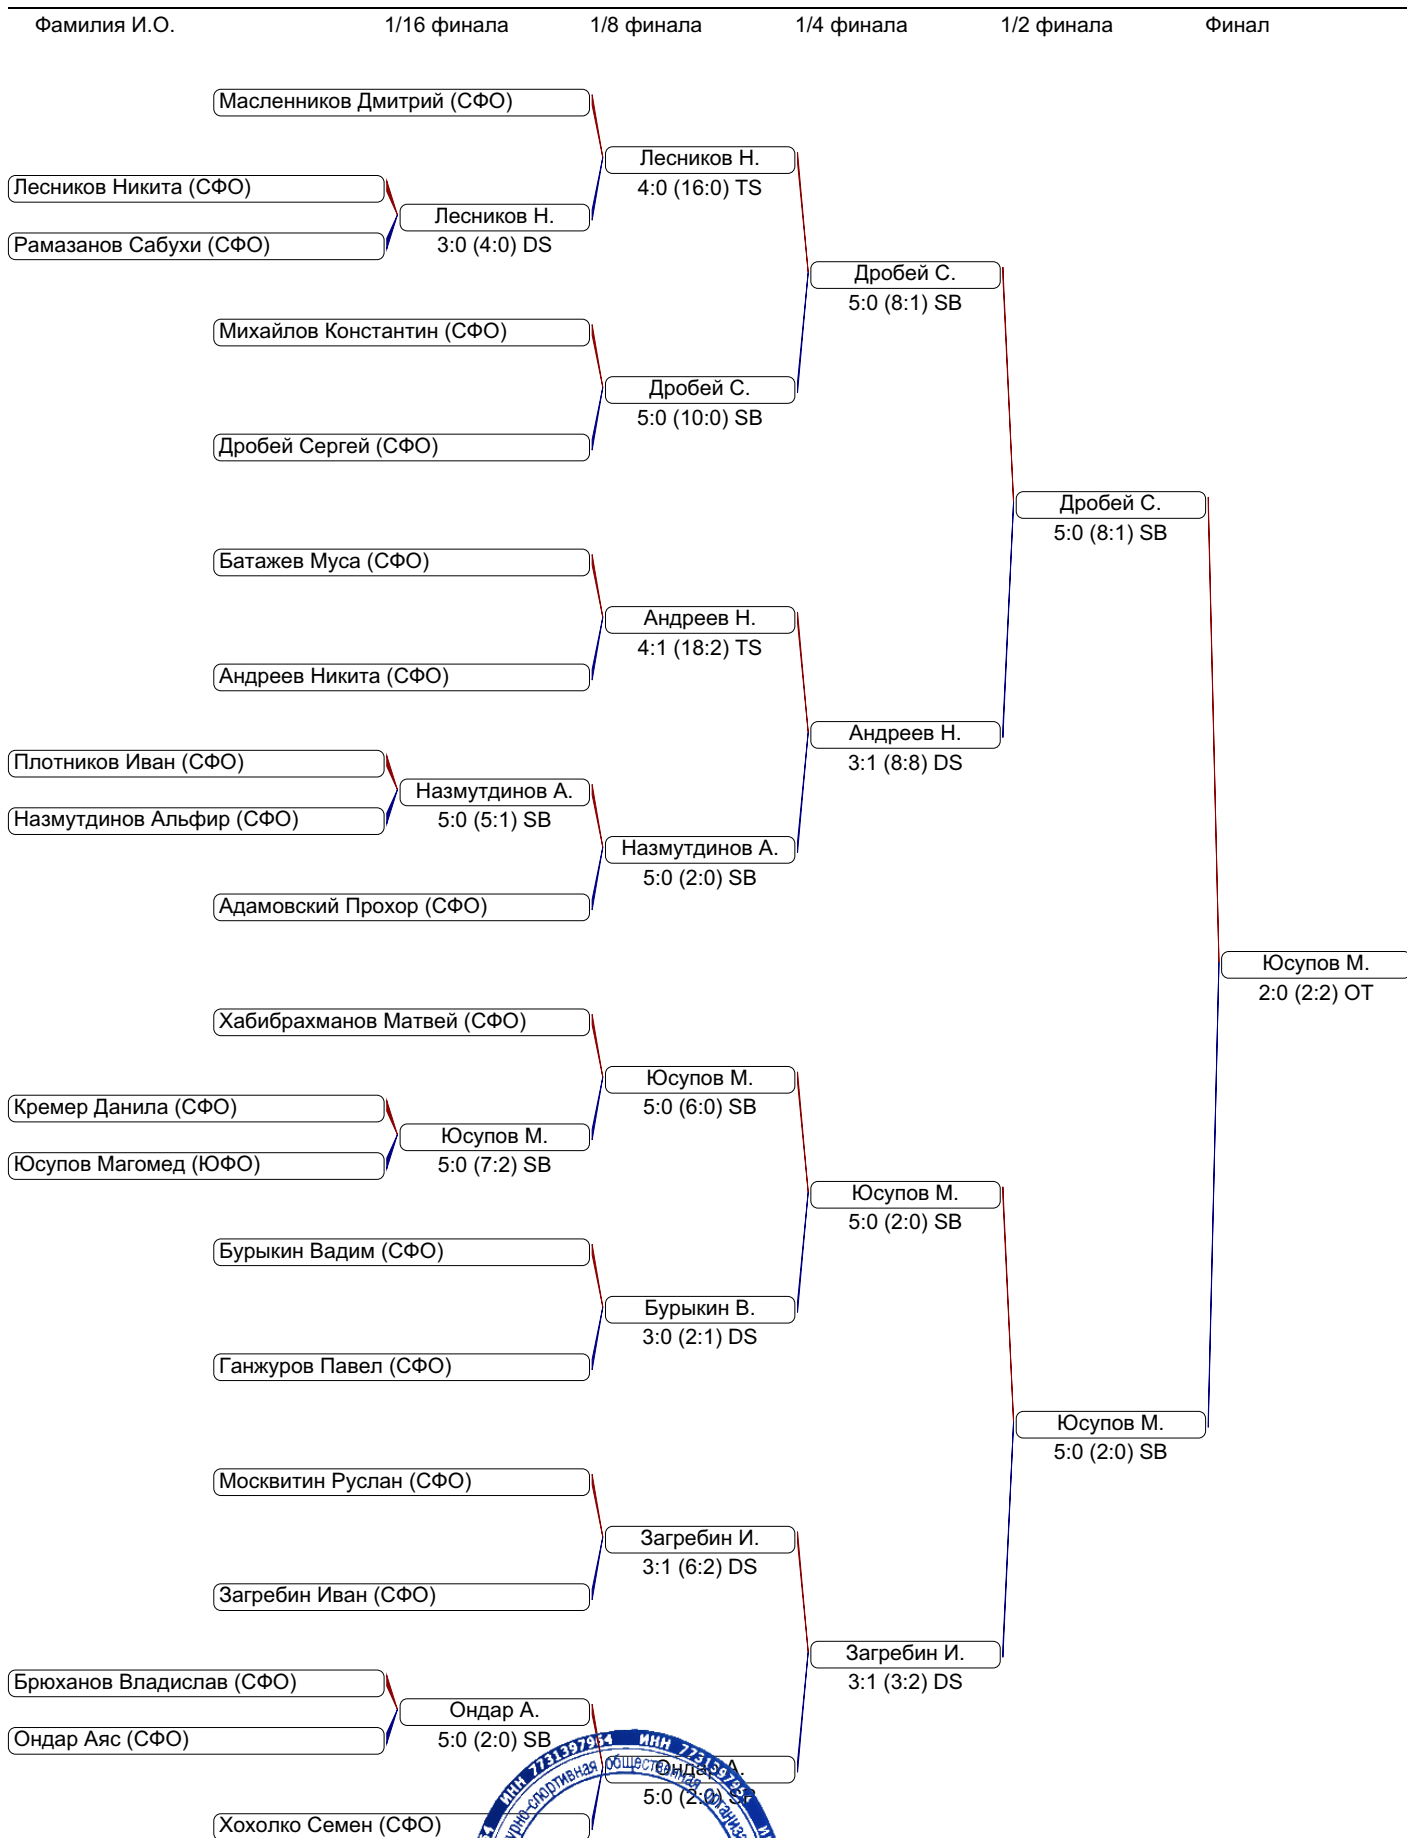 Фамилия И.О. 1/16 финала 1/8 финала 1/4 финала 1/2 финала Финал
Масленников Дмитрий (СФО)
Лесников Н.
4:0 (16:0) TS
Лесников Никита (СФО)
Лесников Н.
3:0 (4:0) DS
Рамазанов Сабухи (СФО)
Дробей С.
5:0 (8:1) SB
Михайлов Константин (СФО)
Дробей С.
5:0 (10:0) SB
Дробей Сергей (СФО)
Дробей С.
5:0 (8:1) SB
Батажев Муса (СФО)
Андреев Н.
4:1 (18:2) TS
Андреев Никита (СФО)
Андреев Н.
3:1 (8:8) DS
Плотников Иван (СФО)
Назмутдинов А.
5:0 (5:1) SB
Назмутдинов Альфир (СФО)
Назмутдинов А.
5:0 (2:0) SB
Адамовский Прохор (СФО)
Юсупов М.
2:0 (2:2) OT
Хабибрахманов Матвей (СФО)
Юсупов М.
5:0 (6:0) SB
Кремер Данила (СФО)
Юсупов М.
5:0 (7:2) SB
Юсупов Магомед (ЮФО)
Юсупов М.
5:0 (2:0) SB
Бурыкин Вадим (СФО)
Бурыкин В.
3:0 (2:1) DS
Ганжуров Павел (СФО)
Юсупов М.
5:0 (2:0) SB
Москвитин Руслан (СФО)
Загребин И.
3:1 (6:2) DS
Загребин Иван (СФО)
Загребин И.
3:1 (3:2) DS
Брюханов Владислав (СФО)
Ондар А.
5:0 (2:0) SB
Ондар Аяс (СФО)
Ондар А.
5:0 (2:0)
Хохолко Семен (СФО)
ИНН 7731397964 ИНН
общественная